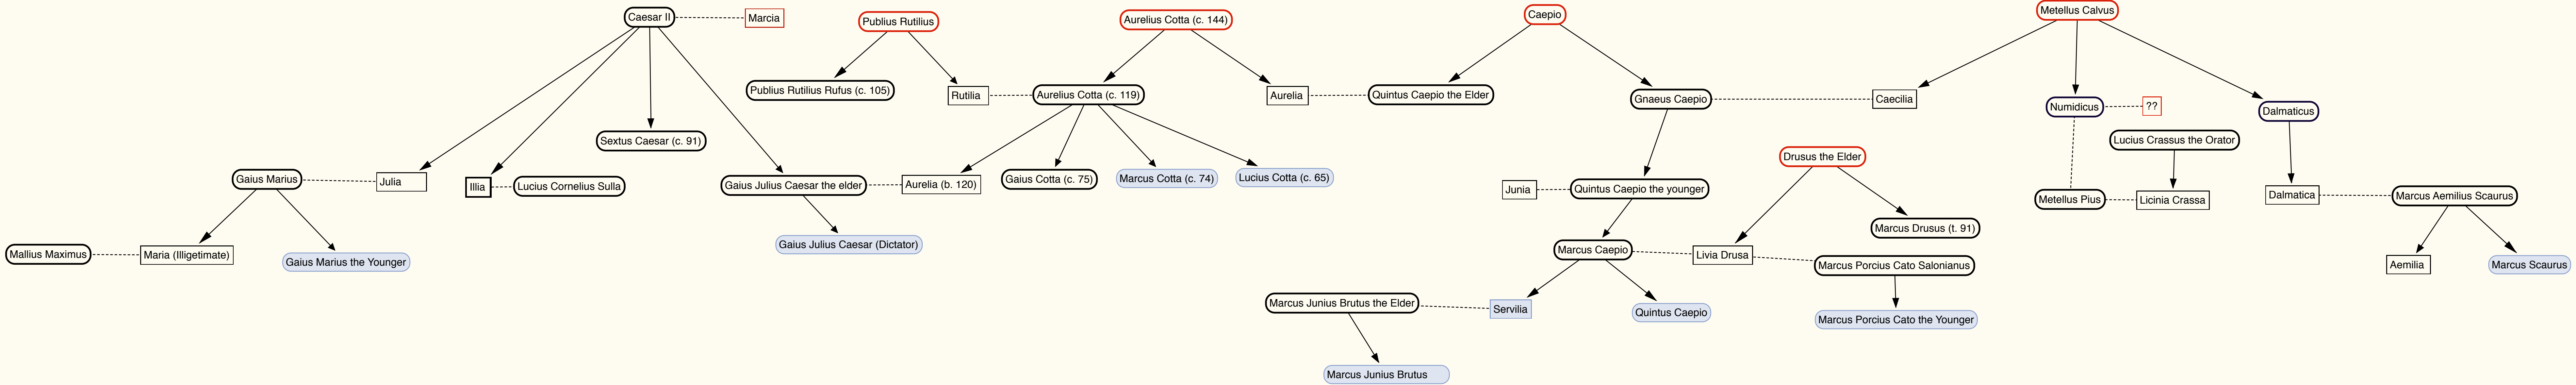 Caesar II
Marcia
Publius Rutilius
Aurelius Cotta (c. 144)
Caepio
Metellus Calvus
Publius Rutilius Rufus (c. 105)
Rutilia
Aurelius Cotta (c. 119)
Aurelia
Quintus Caepio the Elder
Gnaeus Caepio
Caecilia
Numidicus
??
Dalmaticus
Sextus Caesar (c. 91)
Lucius Crassus the Orator
Drusus the Elder
Gaius Marius
Julia
Illia
Lucius Cornelius Sulla
Gaius Julius Caesar the elder
Aurelia (b. 120)
Gaius Cotta (c. 75)
Marcus Cotta (c. 74)
Lucius Cotta (c. 65)
Junia
Quintus Caepio the younger
Metellus Pius
Licinia Crassa
Dalmatica
Marcus Aemilius Scaurus
Marcus Drusus (t. 91)
Mallius Maximus
Maria (Illigetimate)
Gaius Marius the Younger
Gaius Julius Caesar (Dictator)
Marcus Caepio
Livia Drusa
Marcus Porcius Cato Salonianus
Aemilia
Marcus Scaurus
Marcus Junius Brutus the Elder
Servilia
Quintus Caepio
Marcus Porcius Cato the Younger
Marcus Junius Brutus